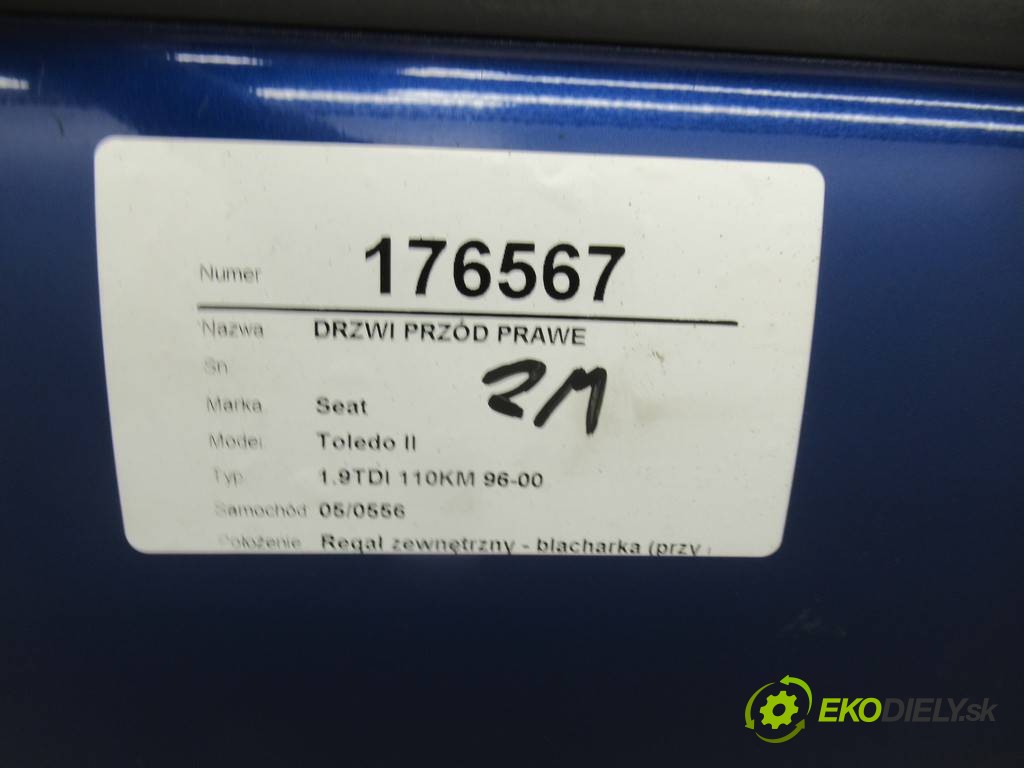 Numer 176567
Nazwa DRZWI PRZÓD PRAWE
Sn
Marka Seat
2M
Model Toledo II
Typ 1.9TDI 110KM 96-00
Samochód 05/0556
Położenie Regał zewnętrzny - blacharka (przy
EKODIELY.sk